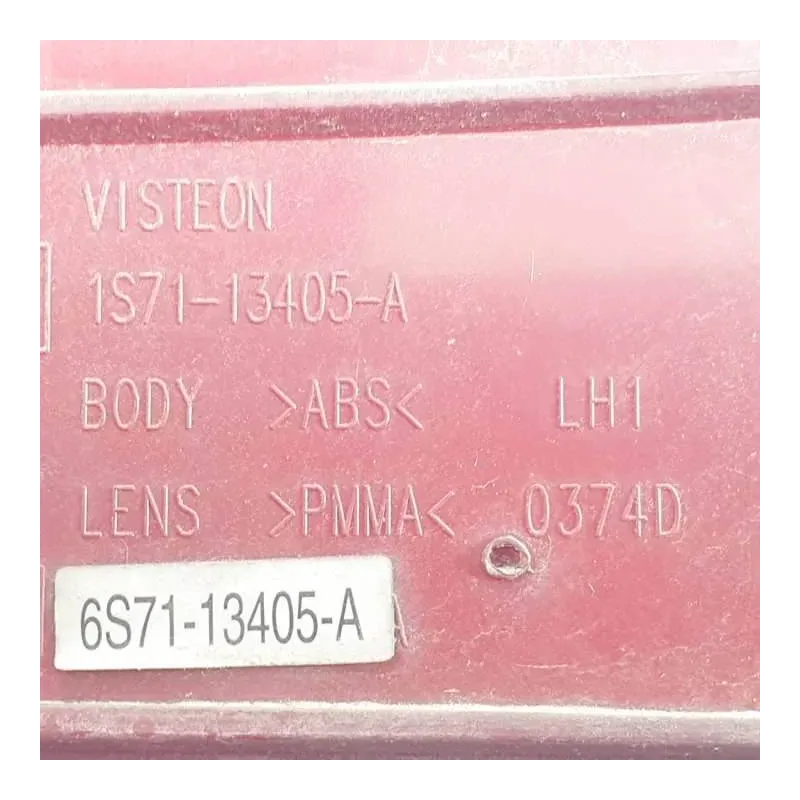 VISTEON
1S71-13405-A
BODY >ABS< LH1
LENS >PMMA< 0374D
6S71-13405-A A